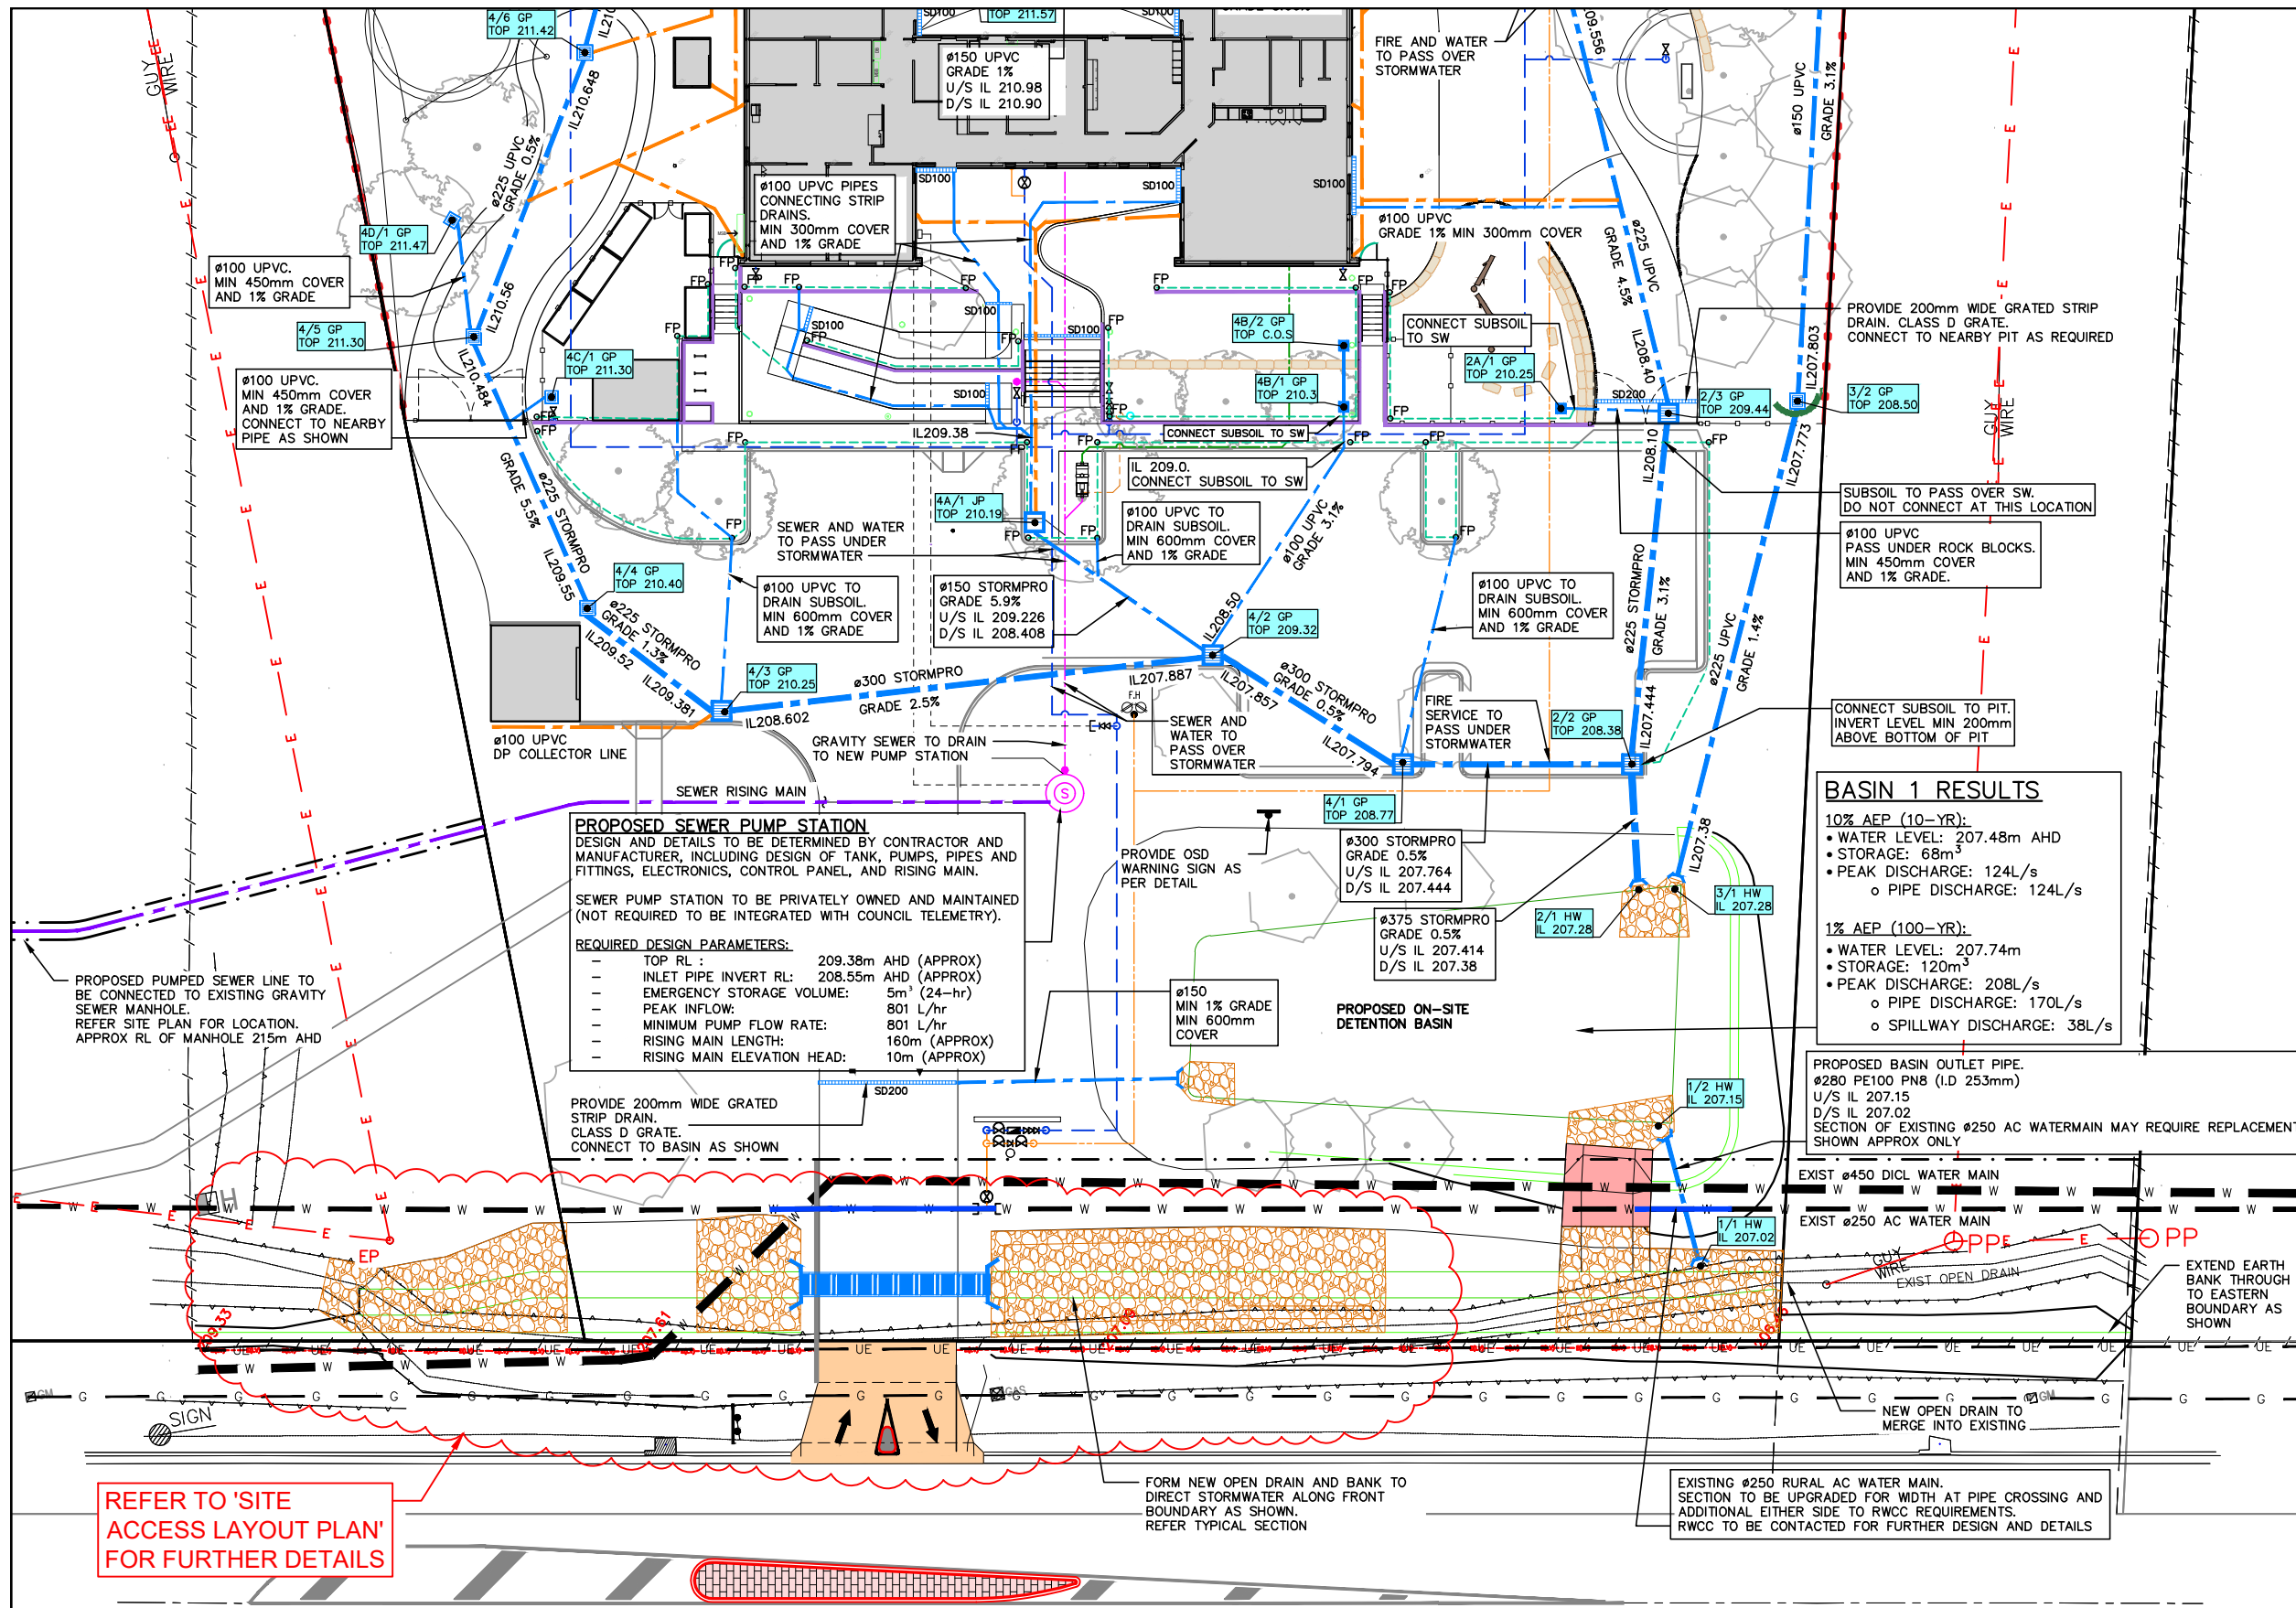 4/6 GP
TOP 211.42
GUY
WIRE
IL210.648
ø225 UPVC
GRADE 0.5%
4D/1 GP
TOP 211.47
ø100 UPVC.
MIN 450mm COVER
AND 1% GRADE
4/5 GP
TOP 211.30
IL210.56
IL210.484
ø100 UPVC.
MIN 450mm COVER
AND 1% GRADE.
CONNECT TO NEARBY
PIPE AS SHOWN
4C/1 GP
TOP 211.30
GRADE 5.5%
ø225 STORMPRO
IL209.55
4/4 GP
TOP 210.40
ø225 STORMPRO
GRADE 1.3%
IL209.52
IL209.381
4/3 GP
TOP 210.25
IL208.602
ø100 UPVC
DP COLLECTOR LINE
SD100
TOP 211.57
SD100
ø150 UPVC
GRADE 1%
U/S IL 210.98
D/S IL 210.90
ø100 UPVC PIPES
CONNECTING STRIP
DRAINS.
MIN 300mm COVER
AND 1% GRADE
SD100
SD100
SD100
FIRE AND WATER
TO PASS OVER
STORMWATER
209.556
ø150 UPVC
GRADE 3.1%
ø100 UPVC
GRADE 1% MIN 300mm COVER
ø225 UPVC
GRADE 4.5%
IL208.40
PROVIDE 200mm WIDE GRATED STRIP
DRAIN. CLASS D GRATE.
CONNECT TO NEARBY PIT AS REQUIRED
IL207.803
GUY
WIRE
FP
FP
FP
FP
FP
FP
FP
SD100
SD100
SD100
SD100
4B/2 GP
TOP C.O.S
4B/1 GP
TOP 210.3
CONNECT SUBSOIL
TO SW
2A/1 GP
TOP 210.25
SD200
2/3 GP
TOP 209.44
3/2 GP
TOP 208.50
IL209.38
CONNECT SUBSOIL TO SW
IL 209.0.
CONNECT SUBSOIL TO SW
IL208.10
IL207.773
SUBSOIL TO PASS OVER SW.
DO NOT CONNECT AT THIS LOCATION
ø100 UPVC
PASS UNDER ROCK BLOCKS.
MIN 450mm COVER
AND 1% GRADE.
4A/1 JP
TOP 210.19
SEWER AND WATER
TO PASS UNDER
STORMWATER
ø100 UPVC TO
DRAIN SUBSOIL.
MIN 600mm COVER
AND 1% GRADE
ø100 UPVC
GRADE 3.1%
ø100 UPVC TO
DRAIN SUBSOIL.
MIN 600mm COVER
AND 1% GRADE
ø150 STORMPRO
GRADE 5.9%
U/S IL 209.226
D/S IL 208.408
IL208.50
4/2 GP
TOP 209.32
ø100 UPVC TO
DRAIN SUBSOIL.
MIN 600mm COVER
AND 1% GRADE
ø225 STORMPRO
GRADE 3.1%
ø225 UPVC
GRADE 1.4%
ø300 STORMPRO
GRADE 2.5%
IL207.887
IL207.857
ø300 STORMPRO
GRADE 0.5%
IL207.794
F.H
FIRE
SERVICE TO
PASS UNDER
STORMWATER
2/2 GP
TOP 208.38
IL207.444
CONNECT SUBSOIL TO PIT.
INVERT LEVEL MIN 200mm
ABOVE BOTTOM OF PIT
GRAVITY SEWER TO DRAIN
TO NEW PUMP STATION
SEWER AND
WATER TO
PASS OVER
STORMWATER
SEWER RISING MAIN
S
4/1 GP
TOP 208.77
PROPOSED SEWER PUMP STATION
DESIGN AND DETAILS TO BE DETERMINED BY CONTRACTOR AND
MANUFACTURER, INCLUDING DESIGN OF TANK, PUMPS, PIPES AND
FITTINGS, ELECTRONICS, CONTROL PANEL, AND RISING MAIN.
SEWER PUMP STATION TO BE PRIVATELY OWNED AND MAINTAINED
(NOT REQUIRED TO BE INTEGRATED WITH COUNCIL TELEMETRY).
REQUIRED DESIGN PARAMETERS:
– TOP RL : 209.38m AHD (APPROX)
– INLET PIPE INVERT RL: 208.55m AHD (APPROX)
– EMERGENCY STORAGE VOLUME: 5m³ (24-hr)
– PEAK INFLOW: 801 L/hr
– MINIMUM PUMP FLOW RATE: 801 L/hr
– RISING MAIN LENGTH: 160m (APPROX)
– RISING MAIN ELEVATION HEAD: 10m (APPROX)
PROVIDE OSD
WARNING SIGN AS
PER DETAIL
ø300 STORMPRO
GRADE 0.5%
U/S IL 207.764
D/S IL 207.444
IL207.38
ø375 STORMPRO
GRADE 0.5%
U/S IL 207.414
D/S IL 207.38
2/1 HW
IL 207.28
3/1 HW
IL 207.28
BASIN 1 RESULTS
10% AEP (10-YR):
• WATER LEVEL: 207.48m AHD
• STORAGE: 68m³
• PEAK DISCHARGE: 124L/s
o PIPE DISCHARGE: 124L/s
1% AEP (100-YR):
• WATER LEVEL: 207.74m
• STORAGE: 120m³
• PEAK DISCHARGE: 208L/s
o PIPE DISCHARGE: 170L/s
o SPILLWAY DISCHARGE: 38L/s
PROPOSED PUMPED SEWER LINE TO
BE CONNECTED TO EXISTING GRAVITY
SEWER MANHOLE.
REFER SITE PLAN FOR LOCATION.
APPROX RL OF MANHOLE 215m AHD
ø150
MIN 1% GRADE
MIN 600mm
COVER
PROPOSED ON-SITE
DETENTION BASIN
PROPOSED BASIN OUTLET PIPE.
ø280 PE100 PN8 (I.D 253mm)
U/S IL 207.15
D/S IL 207.02
SECTION OF EXISTING ø250 AC WATERMAIN MAY REQUIRE REPLACEMENT
SHOWN APPROX ONLY
1/2 HW
IL 207.15
SD200
PROVIDE 200mm WIDE GRATED
STRIP DRAIN.
CLASS D GRATE.
CONNECT TO BASIN AS SHOWN
EXIST ø450 DICL WATER MAIN
EXIST ø250 AC WATER MAIN
1/1 HW
IL 207.02
H
EP
PP
PP
GUY
WIRE
EXIST OPEN DRAIN
EXTEND EARTH
BANK THROUGH
TO EASTERN
BOUNDARY AS
SHOWN
209.33
207.61
GM
GAS
GM
SIGN
NEW OPEN DRAIN TO
MERGE INTO EXISTING
REFER TO 'SITE
ACCESS LAYOUT PLAN'
FOR FURTHER DETAILS
FORM NEW OPEN DRAIN AND BANK TO
DIRECT STORMWATER ALONG FRONT
BOUNDARY AS SHOWN.
REFER TYPICAL SECTION
EXISTING ø250 RURAL AC WATER MAIN.
SECTION TO BE UPGRADED FOR WIDTH AT PIPE CROSSING AND
ADDITIONAL EITHER SIDE TO RWCC REQUIREMENTS.
RWCC TO BE CONTACTED FOR FURTHER DESIGN AND DETAILS